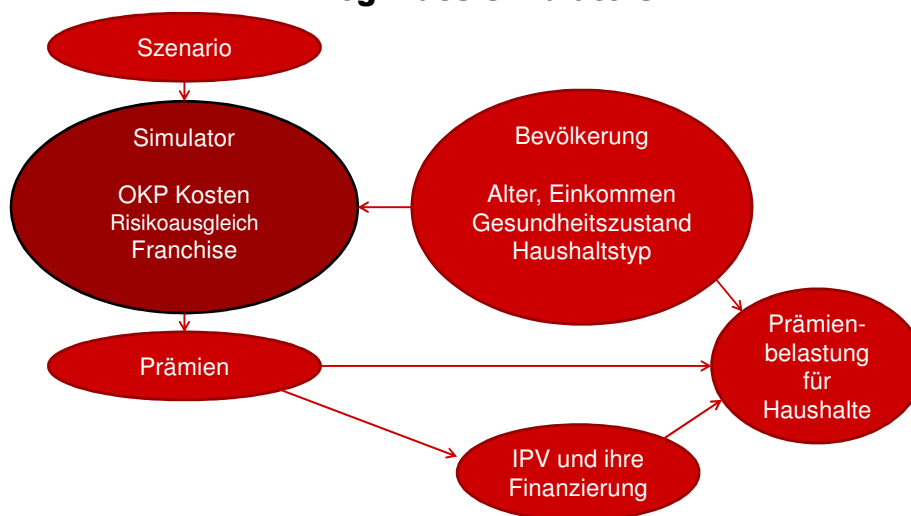 Szenario
Simulator
OKP Kosten
Risikoausgleich
Franchise
Bevölkerung
Alter, Einkommen
Gesundheitszustand
Haushaltstyp
Prämien
Prämien-
belastung
für
Haushalte
IPV und ihre
Finanzierung